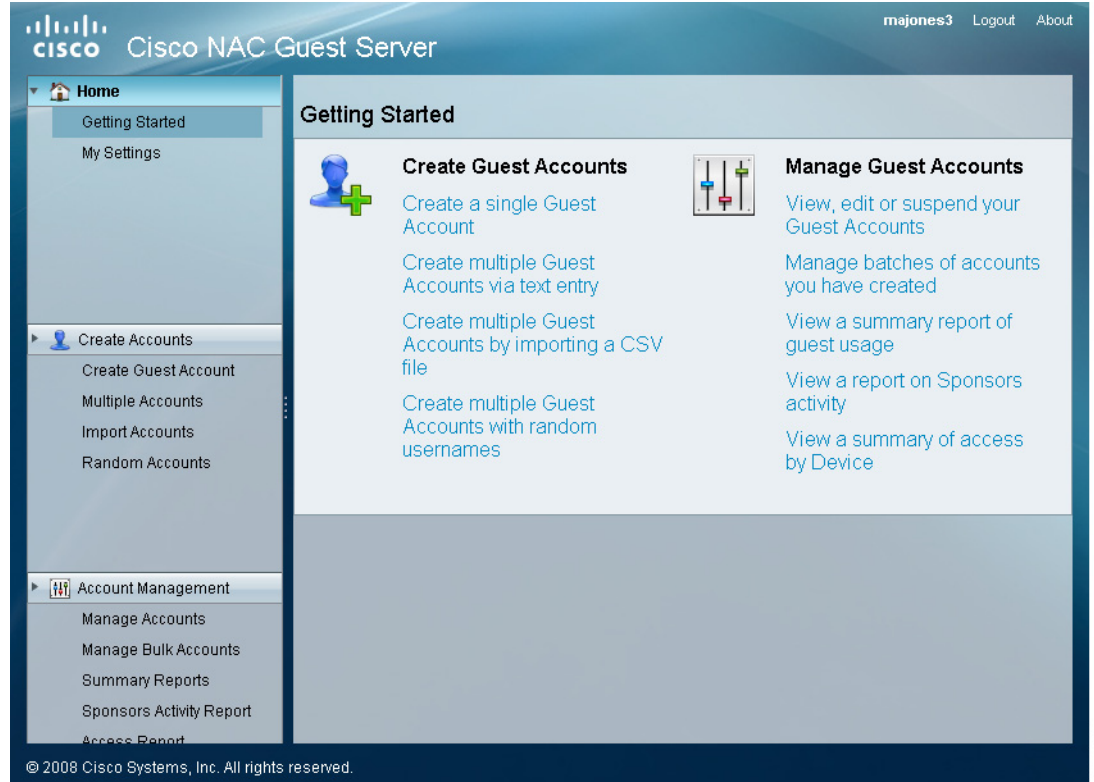 majones3 Logout About
CISCO Cisco NAC Guest Server
Home
Getting Started
My Settings
Create Accounts
Create Guest Account
Multiple Accounts
Import Accounts
Random Accounts
Account Management
Manage Accounts
Manage Bulk Accounts
Summary Reports
Sponsors Activity Report
Access Report
Getting Started
Create Guest Accounts
Create a single Guest
Account
Create multiple Guest
Accounts via text entry
Create multiple Guest
Accounts by importing a CSV
file
Create multiple Guest
Accounts with random
usernames
Manage Guest Accounts
View, edit or suspend your
Guest Accounts
Manage batches of accounts
you have created
View a summary report of
guest usage
View a report on Sponsors
activity
View a summary of access
by Device
© 2008 Cisco Systems, Inc. All rights reserved.